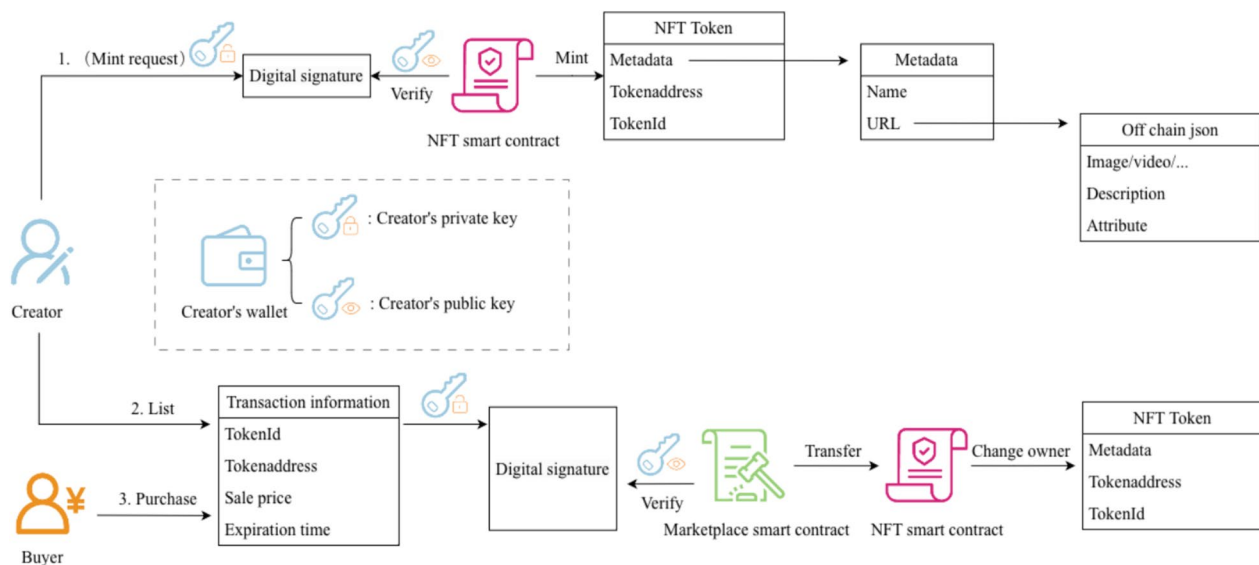 1. （Mint request)
Digital signature
Verify
NFT smart contract
Mint
NFT Token
Metadata
Tokenaddress
TokenId
Metadata
Name
URL
Off chain json
Image/video/...
Description
Attribute
Creator
Creator's wallet
: Creator's private key
: Creator's public key
2. List
3. Purchase
Buyer
Transaction information
TokenId
Tokenaddress
Sale price
Expiration time
Digital signature
Verify
Marketplace smart contract
Transfer
NFT smart contract
Change owner
NFT Token
Metadata
Tokenaddress
TokenId